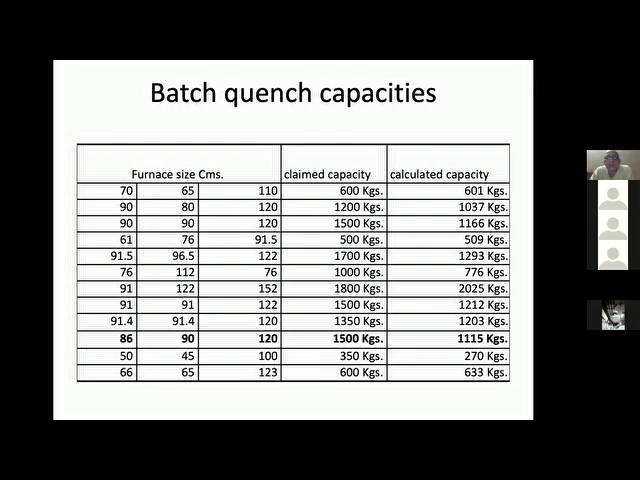 Batch quench capacities
Furnace size Cms. claimed capacity calculated capacity
70 65 110 600 Kgs. 601 Kgs.
90 80 120 1200 Kgs. 1037 Kgs.
90 90 120 1500 Kgs. 1166 Kgs.
61 76 91.5 500 Kgs. 509 Kgs.
91.5 96.5 122 1700 Kgs. 1293 Kgs.
76 112 76 1000 Kgs. 776 Kgs.
91 122 152 1800 Kgs. 2025 Kgs.
91 91 122 1500 Kgs. 1212 Kgs.
91.4 91.4 120 1350 Kgs. 1203 Kgs.
86 90 120 1500 Kgs. 1115 Kgs.
50 45 100 350 Kgs. 270 Kgs.
66 65 123 600 Kgs. 633 Kgs.